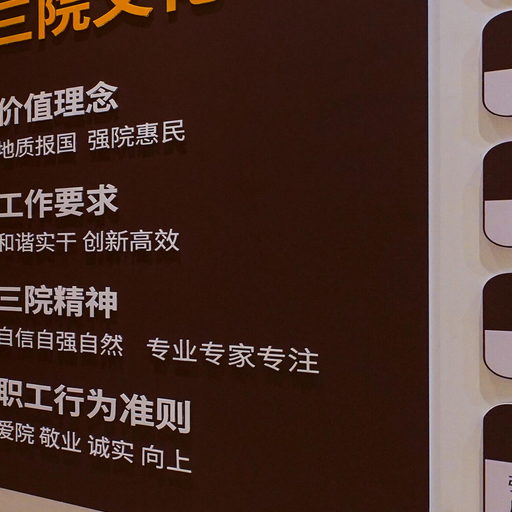 三院文化
价值理念
地质报国 强院惠民
工作要求
和谐实干 创新高效
三院精神
自信自强自然 专业专家专注
职工行为准则
爱院 敬业 诚实 向上